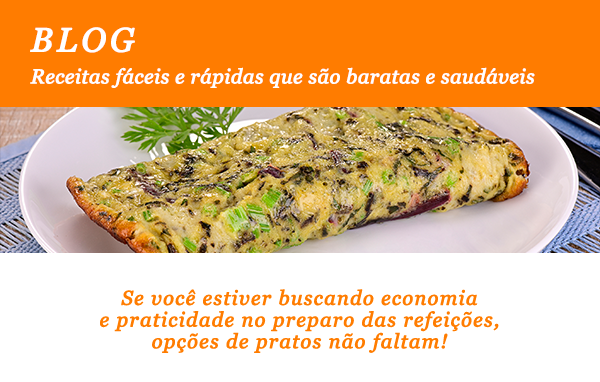 BLOG
Receitas fáceis e rápidas que são baratas e saudáveis
Se você estiver buscando economia
e praticidade no preparo das refeições,
opções de pratos não faltam!